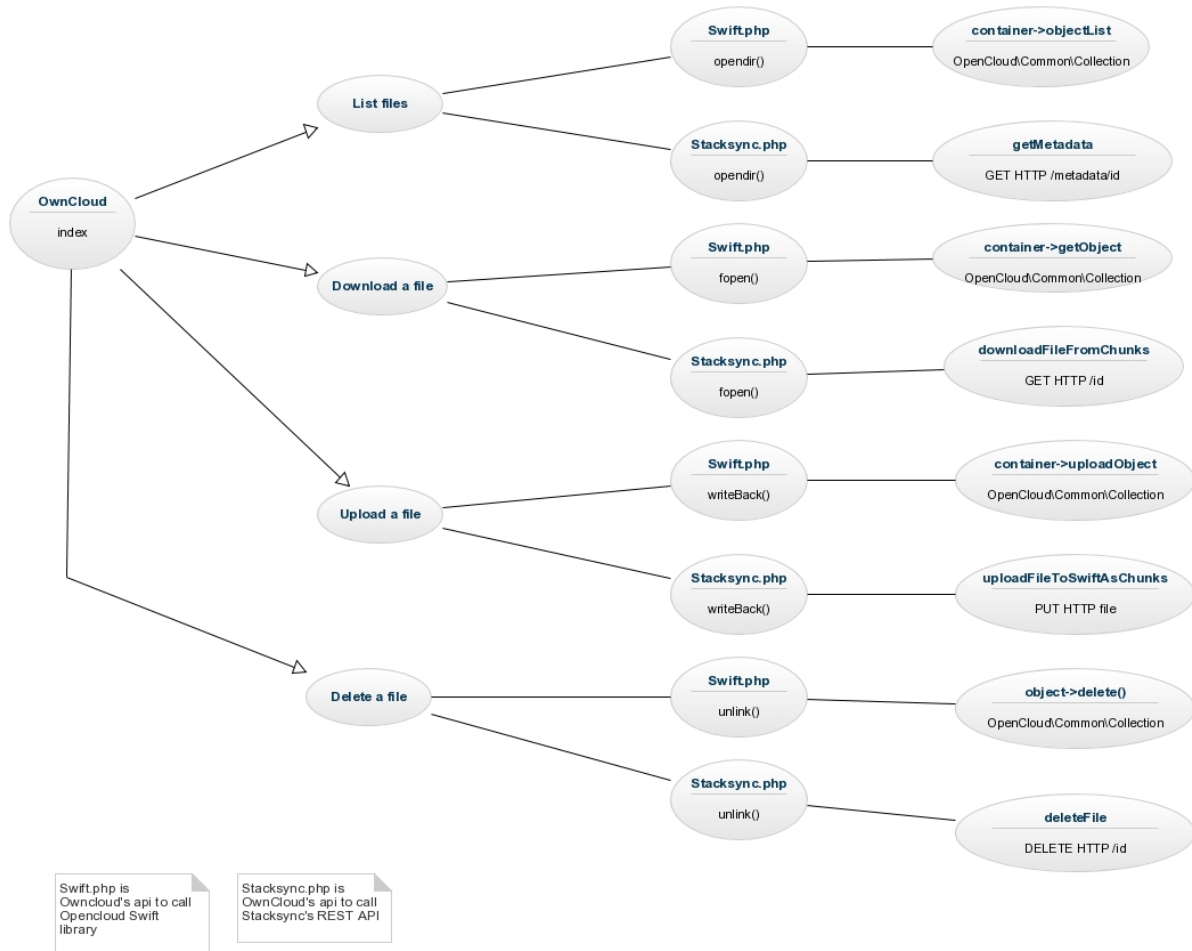 OwnCloud
index
List files
Swift.php
opendir()
container->objectList
OpenCloud\Common\Collection
Stacksync.php
opendir()
getMetadata
GET HTTP /metadata/id
Download a file
Swift.php
fopen()
container->getObject
OpenCloud\Common\Collection
Stacksync.php
fopen()
downloadFileFromChunks
GET HTTP /id
Upload a file
Swift.php
writeBack()
container->uploadObject
OpenCloud\Common\Collection
Stacksync.php
writeBack()
uploadFileToSwiftAsChunks
PUT HTTP file
Delete a file
Swift.php
unlink()
object->delete()
OpenCloud\Common\Collection
Stacksync.php
unlink()
deleteFile
DELETE HTTP /id
Swift.php is
Owncloud's api to call
Opencloud Swift
library
Stacksync.php is
OwnCloud's api to call
Stacksync's REST API